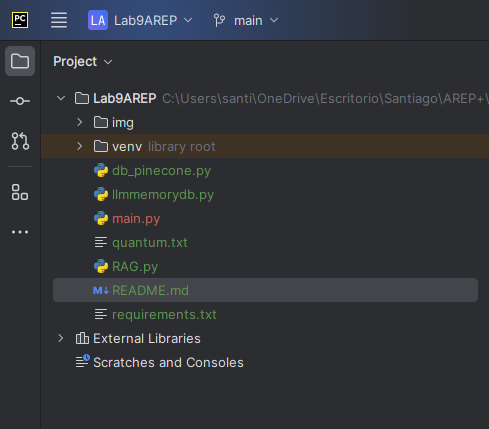 PC LA Lab9AREP main
Project
Lab9AREP C:\Users\santi\OneDrive\Escritorio\Santiago\AREP+\
img
venv library root
db_pinecone.py
llmmemorydb.py
main.py
quantum.txt
RAG.py
M↓ README.md
requirements.txt
External Libraries
Scratches and Consoles